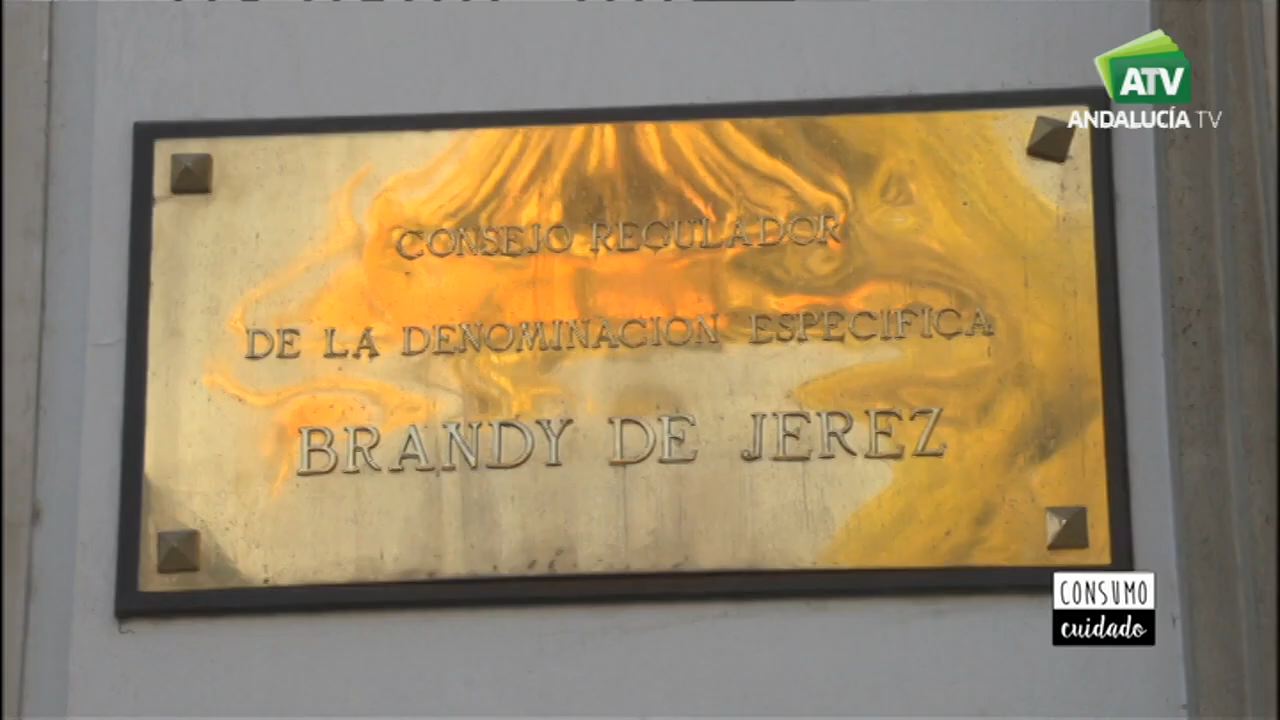 ATV
ANDALUCÍA TV
CONSEJO REGULADOR
DE LA DENOMINACION ESPECIFICA
BRANDY DE JEREZ
CONSUMO
cuidado